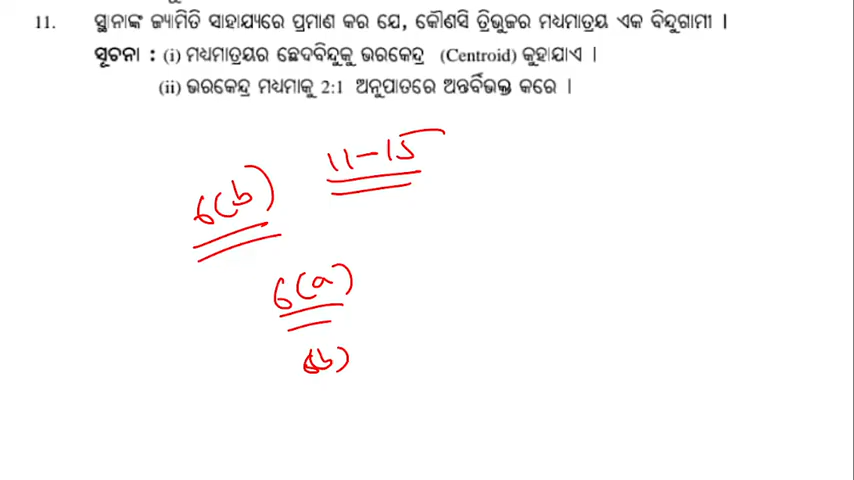 11. ସ୍ଥାନାଙ୍କ ଜ୍ୟାମିତି ସାହାଯ୍ୟରେ ପ୍ରମାଣ କର ଯେ, କୌଣସି ତ୍ରିଭୁଜର ମଧ୍ୟମାତ୍ରୟ ଏକ ବିନ୍ଦୁଗାମୀ ।
ସୂଚନା : (i) ମଧ୍ୟମାତ୍ରୟର ଛେଦବିନ୍ଦୁକୁ ଭରକେନ୍ଦ୍ର (Centroid) କୁହାଯାଏ ।
(ii) ଭରକେନ୍ଦ୍ର ମଧ୍ୟମାକୁ 2:1 ଅନୁପାତରେ ଅନ୍ତର୍ବିଭକ୍ତ କରେ ।
11-15
6(b)
6(a)
(b)